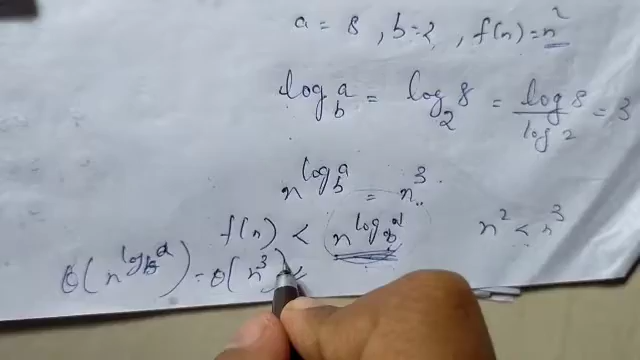 a = 8 , b = 2 , f(n) = n²
log_b a = log_2 8 = log 8 / log 2 = 3
n^(log_b a) = n³.
f(n) < n^(log_b a) n² < n³
θ(n^(log_b a)) = θ(n³)